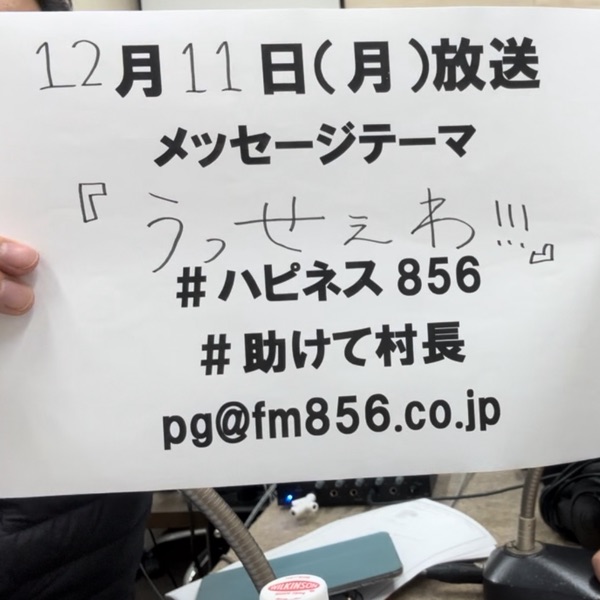 12月11日(月)放送
メッセージテーマ
『うっせぇわ!!!』
#ハピネス856
#助けて村長
pg@fm856.co.jp
WILKINSON